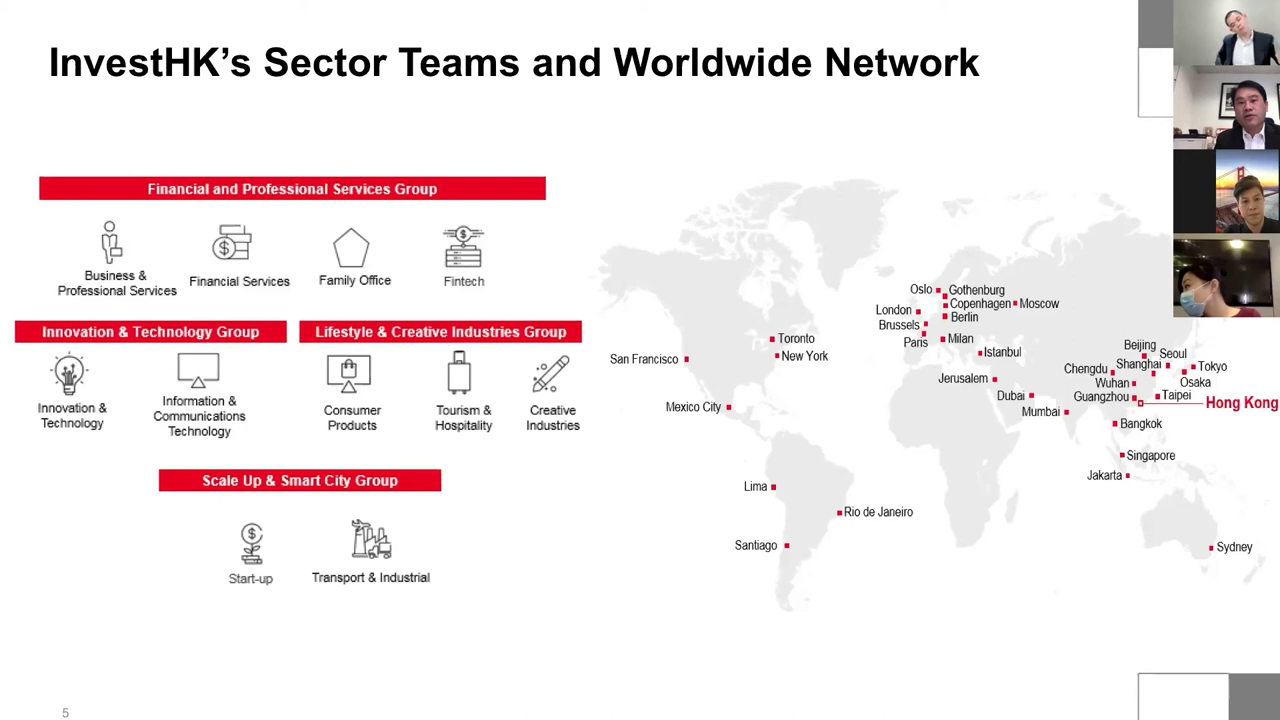 InvestHK’s Sector Teams and Worldwide Network
Financial and Professional Services Group
Business &
Professional Services
Financial Services
Family Office
Fintech
Innovation & Technology Group
Innovation &
Technology
Information &
Communications
Technology
Lifestyle & Creative Industries Group
Consumer
Products
Tourism &
Hospitality
Creative
Industries
Scale Up & Smart City Group
Start-up
Transport & Industrial
Oslo
Gothenburg
Copenhagen
Moscow
London
Berlin
Brussels
Paris
Milan
Istanbul
Toronto
New York
San Francisco
Mexico City
Jerusalem
Dubai
Mumbai
Beijing
Seoul
Chengdu
Shanghai
Tokyo
Osaka
Wuhan
Guangzhou
Taipei
Hong Kong
Bangkok
Singapore
Jakarta
Lima
Rio de Janeiro
Santiago
Sydney
5